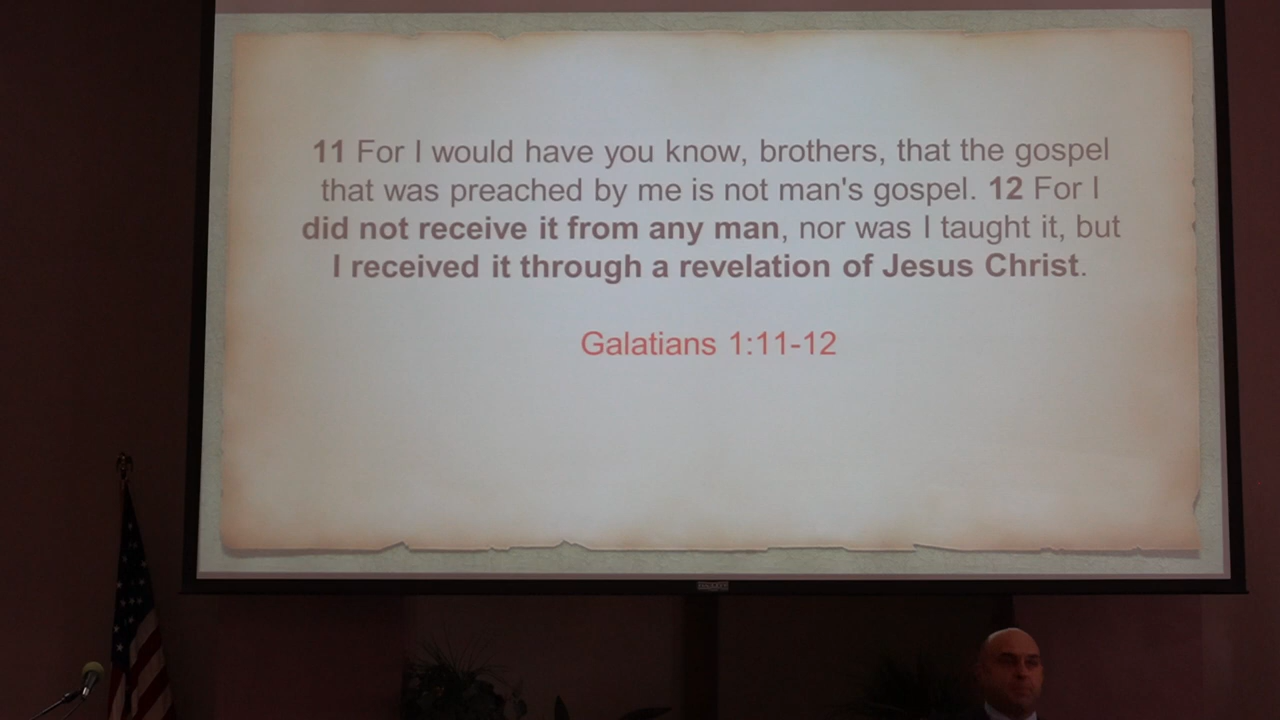 11 For I would have you know, brothers, that the gospel
that was preached by me is not man's gospel. 12 For I
did not receive it from any man, nor was I taught it, but
I received it through a revelation of Jesus Christ.
Galatians 1:11-12